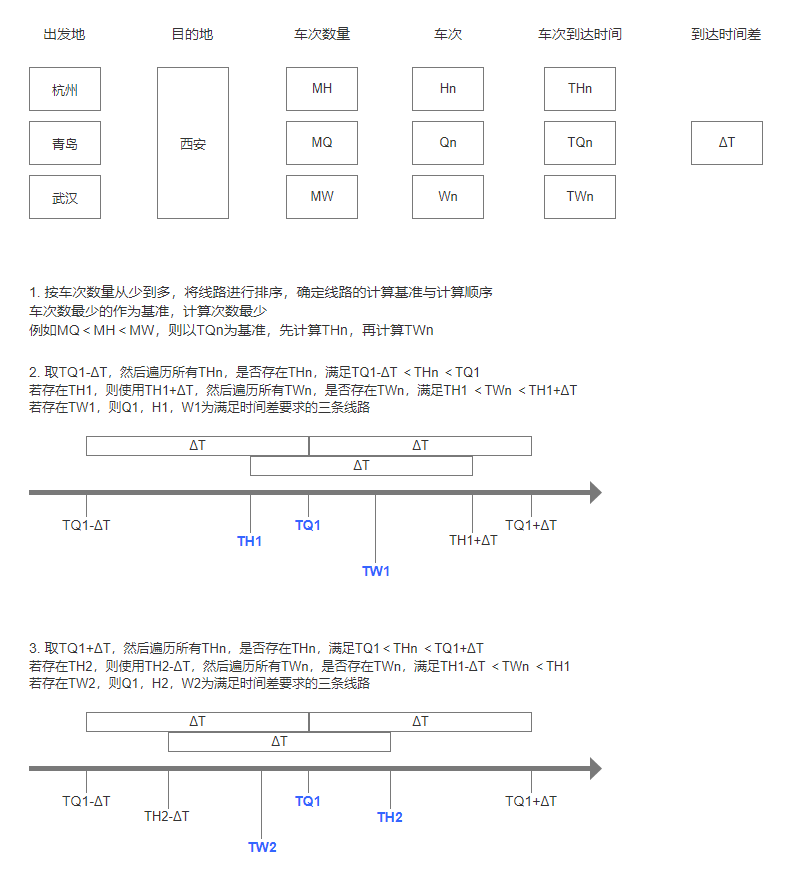 出发地 目的地 车次数量 车次 车次到达时间 到达时间差
杭州 MH Hn THn
青岛 西安 MQ Qn TQn ΔT
武汉 MW Wn TWn
1. 按车次数量从少到多，将线路进行排序，确定线路的计算基准与计算顺序
车次数最少的作为基准，计算次数最少
例如MQ＜MH＜MW，则以TQn为基准，先计算THn，再计算TWn
2. 取TQ1-ΔT，然后遍历所有THn，是否存在THn，满足TQ1-ΔT ＜THn ＜TQ1
若存在TH1，则使用TH1+ΔT，然后遍历所有TWn，是否存在TWn，满足TH1 ＜TWn ＜TH1+ΔT
若存在TW1，则Q1，H1，W1为满足时间差要求的三条线路
ΔT ΔT
ΔT
TQ1-ΔT TQ1 TQ1+ΔT
TH1 TH1+ΔT
TW1
3. 取TQ1+ΔT，然后遍历所有THn，是否存在THn，满足TQ1＜THn ＜TQ1+ΔT
若存在TH2，则使用TH2-ΔT，然后遍历所有TWn，是否存在TWn，满足TH1-ΔT ＜TWn ＜TH1
若存在TW2，则Q1，H2，W2为满足时间差要求的三条线路
ΔT ΔT
ΔT
TQ1-ΔT TQ1 TQ1+ΔT
TH2-ΔT TH2
TW2